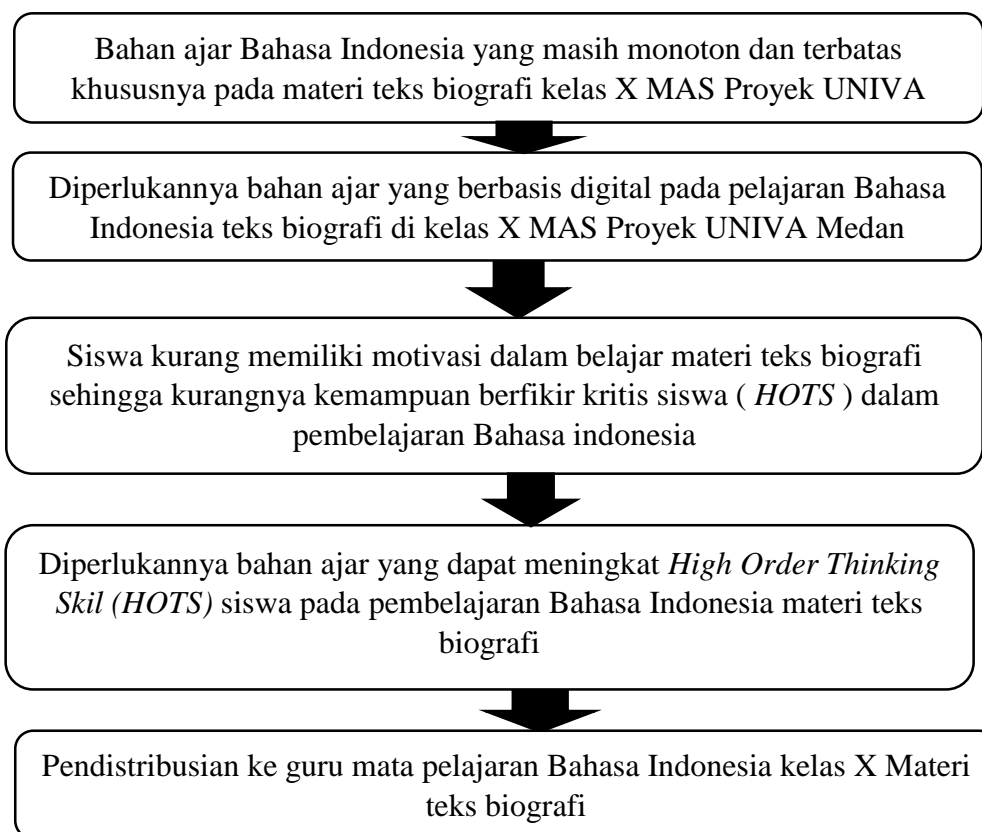 Bahan ajar Bahasa Indonesia yang masih monoton dan terbatas
khususnya pada materi teks biografi kelas X MAS Proyek UNIVA
Diperlukannya bahan ajar yang berbasis digital pada pelajaran Bahasa
Indonesia teks biografi di kelas X MAS Proyek UNIVA Medan
Siswa kurang memiliki motivasi dalam belajar materi teks biografi
sehingga kurangnya kemampuan berfikir kritis siswa ( HOTS ) dalam
pembelajaran Bahasa indonesia
Diperlukannya bahan ajar yang dapat meningkat High Order Thinking
Skil (HOTS) siswa pada pembelajaran Bahasa Indonesia materi teks
biografi
Pendistribusian ke guru mata pelajaran Bahasa Indonesia kelas X Materi
teks biografi